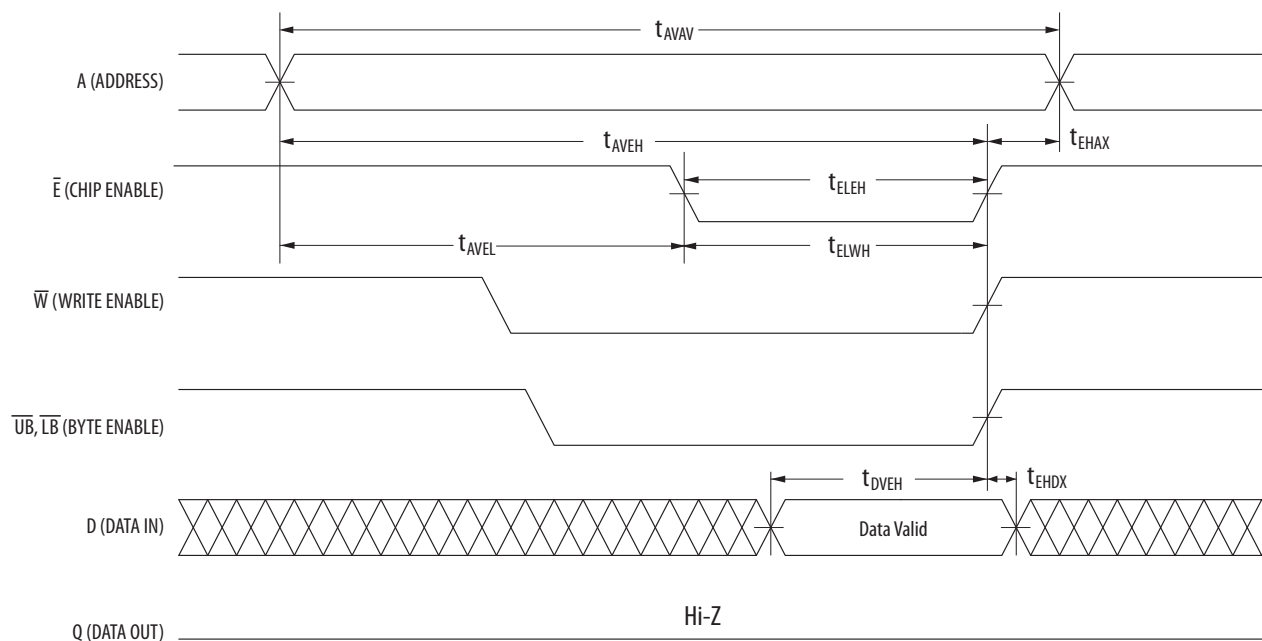 tAVAV
A (ADDRESS)
tAVEH
tEHAX
E̅ (CHIP ENABLE)
tELEH
tAVEL
tELWH
W̅ (WRITE ENABLE)
U̅B̅, L̅B̅ (BYTE ENABLE)
tDVEH
tEHDX
D (DATA IN)
Data Valid
Hi-Z
Q (DATA OUT)